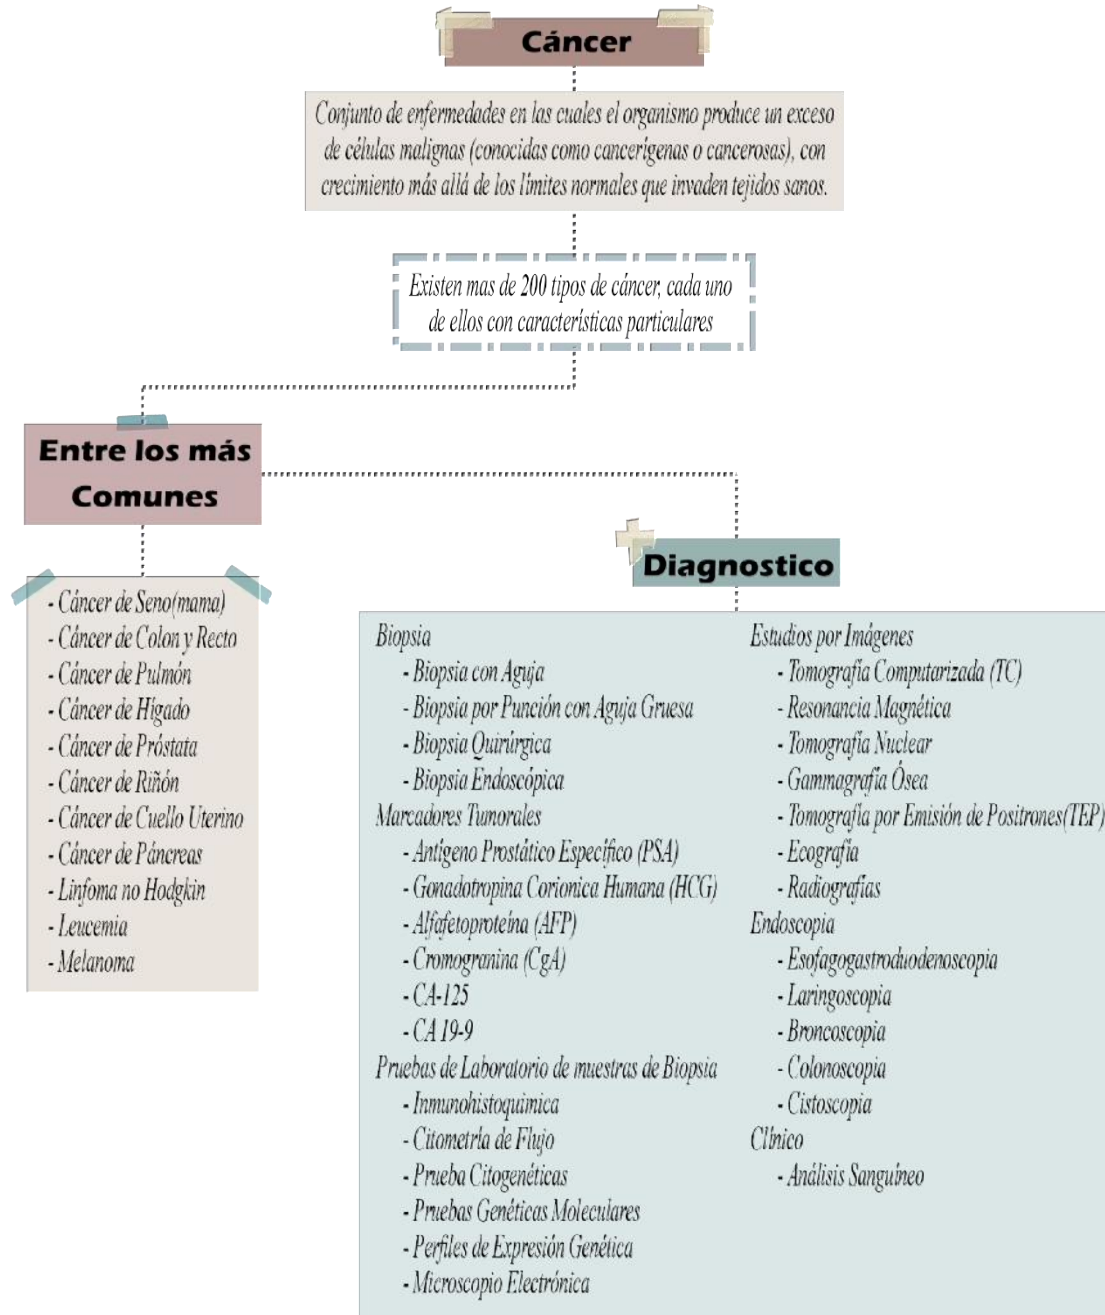 Cáncer
Conjunto de enfermedades en las cuales el organismo produce un exceso
de células malignas (conocidas como cancerígenas o cancerosas), con
crecimiento más allá de los límites normales que invaden tejidos sanos.
Existen mas de 200 tipos de cáncer, cada uno
de ellos con características particulares
Entre los más
Comunes
- Cáncer de Seno(mama)
- Cáncer de Colon y Recto
- Cáncer de Pulmón
- Cáncer de Hígado
- Cáncer de Próstata
- Cáncer de Riñón
- Cáncer de Cuello Uterino
- Cáncer de Páncreas
- Linfoma no Hodgkin
- Leucemia
- Melanoma
Diagnostico
Biopsia
- Biopsia con Aguja
- Biopsia por Punción con Aguja Gruesa
- Biopsia Quirúrgica
- Biopsia Endoscópica
Marcadores Tumorales
- Antígeno Prostático Específico (PSA)
- Gonadotropina Corionica Humana (HCG)
- Alfafetoproteína (AFP)
- Cromogranina (CgA)
- CA-125
- CA 19-9
Pruebas de Laboratorio de muestras de Biopsia
- Inmunohistoquimica
- Citometría de Flujo
- Prueba Citogenéticas
- Pruebas Genéticas Moleculares
- Perfiles de Expresión Genética
- Microscopio Electrónica
Estudios por Imágenes
- Tomografía Computarizada (TC)
- Resonancia Magnética
- Tomografía Nuclear
- Gammagrafía Ósea
- Tomografía por Emisión de Positrones(TEP)
- Ecografía
- Radiografías
Endoscopia
- Esofagogastroduodenoscopia
- Laringoscopia
- Broncoscopia
- Colonoscopia
- Cistoscopia
Clínico
- Análisis Sanguíneo